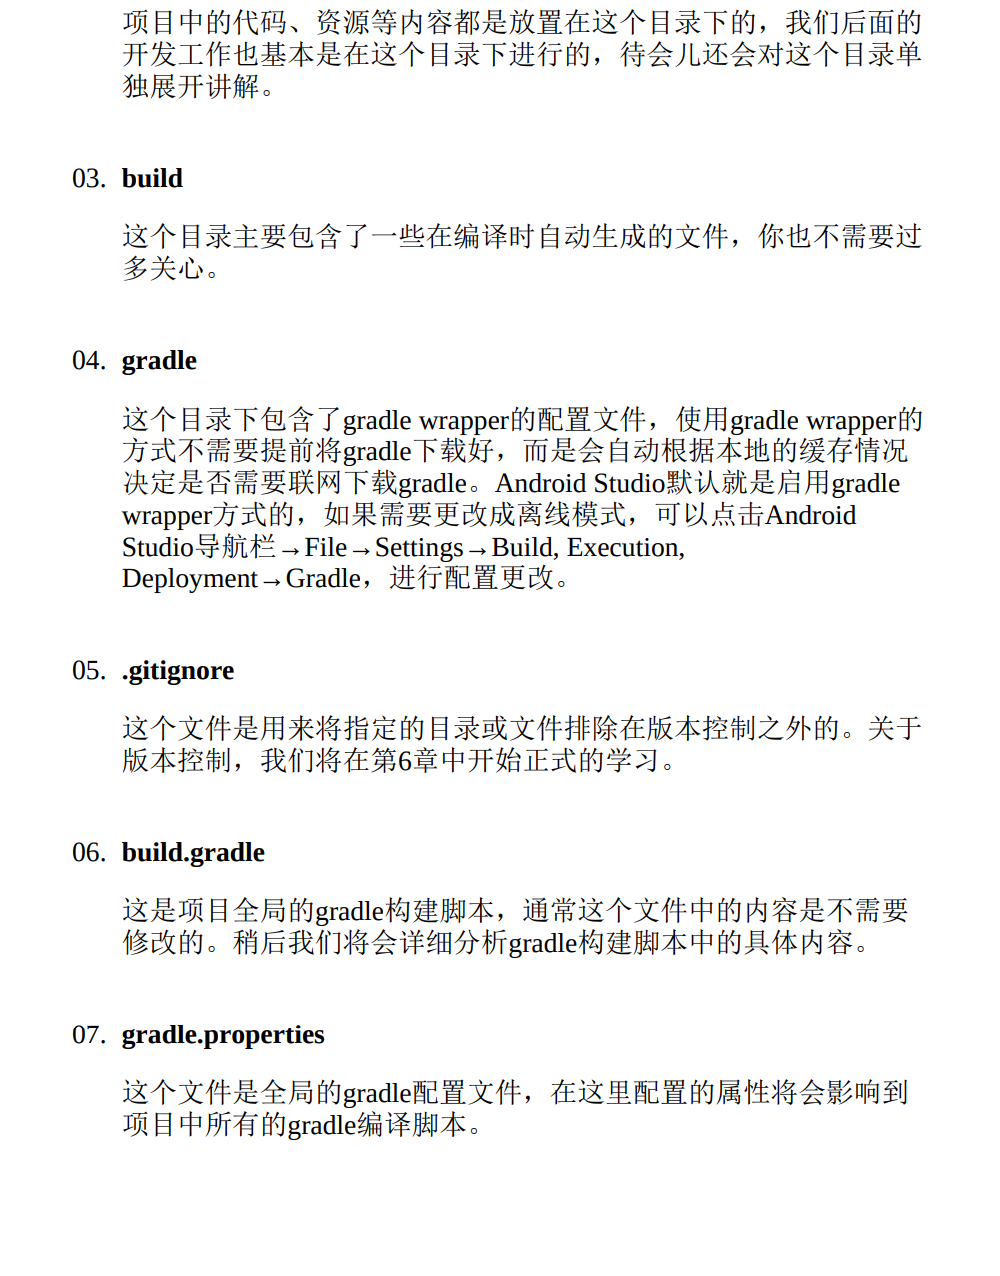 项目中的代码、资源等内容都是放置在这个目录下的，我们后面的
开发工作也基本是在这个目录下进行的，待会儿还会对这个目录单
独展开讲解。
03. build
这个目录主要包含了一些在编译时自动生成的文件，你也不需要过
多关心。
04. gradle
这个目录下包含了gradle wrapper的配置文件，使用gradle wrapper的
方式不需要提前将gradle下载好，而是会自动根据本地的缓存情况
决定是否需要联网下载gradle。Android Studio默认就是启用gradle
wrapper方式的，如果需要更改成离线模式，可以点击Android
Studio导航栏→File→Settings→Build, Execution,
Deployment→Gradle，进行配置更改。
05. .gitignore
这个文件是用来将指定的目录或文件排除在版本控制之外的。关于
版本控制，我们将在第6章中开始正式的学习。
06. build.gradle
这是项目全局的gradle构建脚本，通常这个文件中的内容是不需要
修改的。稍后我们将会详细分析gradle构建脚本中的具体内容。
07. gradle.properties
这个文件是全局的gradle配置文件，在这里配置的属性将会影响到
项目中所有的gradle编译脚本。